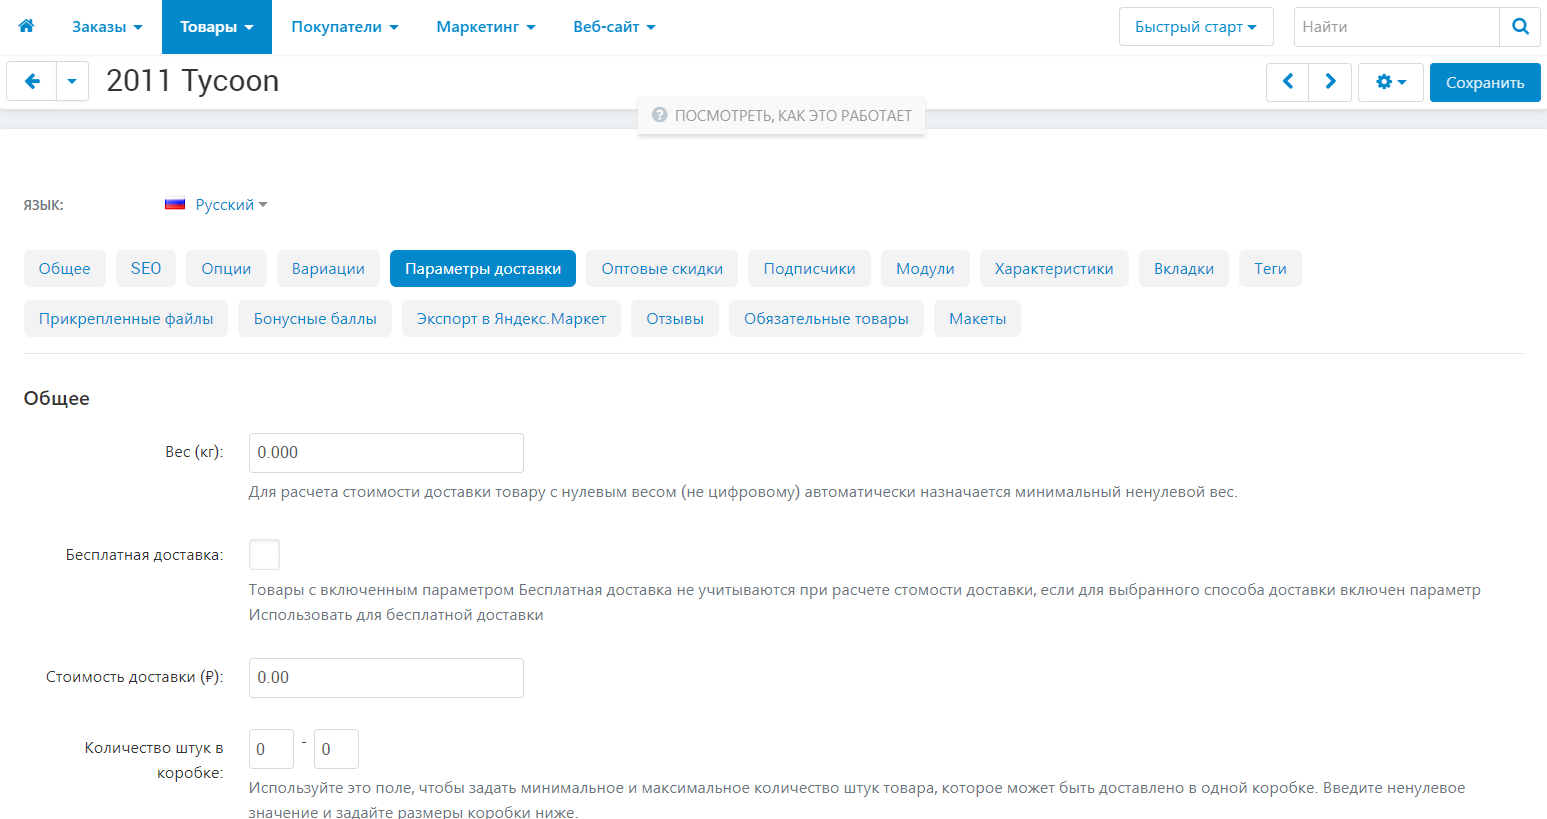 Заказы Товары Покупатели Маркетинг Веб-сайт Быстрый старт Найти
2011 Tycoon Сохранить
ПОСМОТРЕТЬ, КАК ЭТО РАБОТАЕТ
ЯЗЫК: Русский
Общее SEO Опции Вариации Параметры доставки Оптовые скидки Подписчики Модули Характеристики Вкладки Теги
Прикрепленные файлы Бонусные баллы Экспорт в Яндекс.Маркет Отзывы Обязательные товары Макеты
Общее
Вес (кг): 0.000
Для расчета стоимости доставки товару с нулевым весом (не цифровому) автоматически назначается минимальный ненулевой вес.
Бесплатная доставка:
Товары с включенным параметром Бесплатная доставка не учитываются при расчете стомости доставки, если для выбранного способа доставки включен параметр
Использовать для бесплатной доставки
Стоимость доставки (₽): 0.00
Количество штук в
коробке:
0 - 0
Используйте это поле, чтобы задать минимальное и максимальное количество штук товара, которое может быть доставлено в одной коробке. Введите ненулевое
значение и задайте размеры коробки ниже.